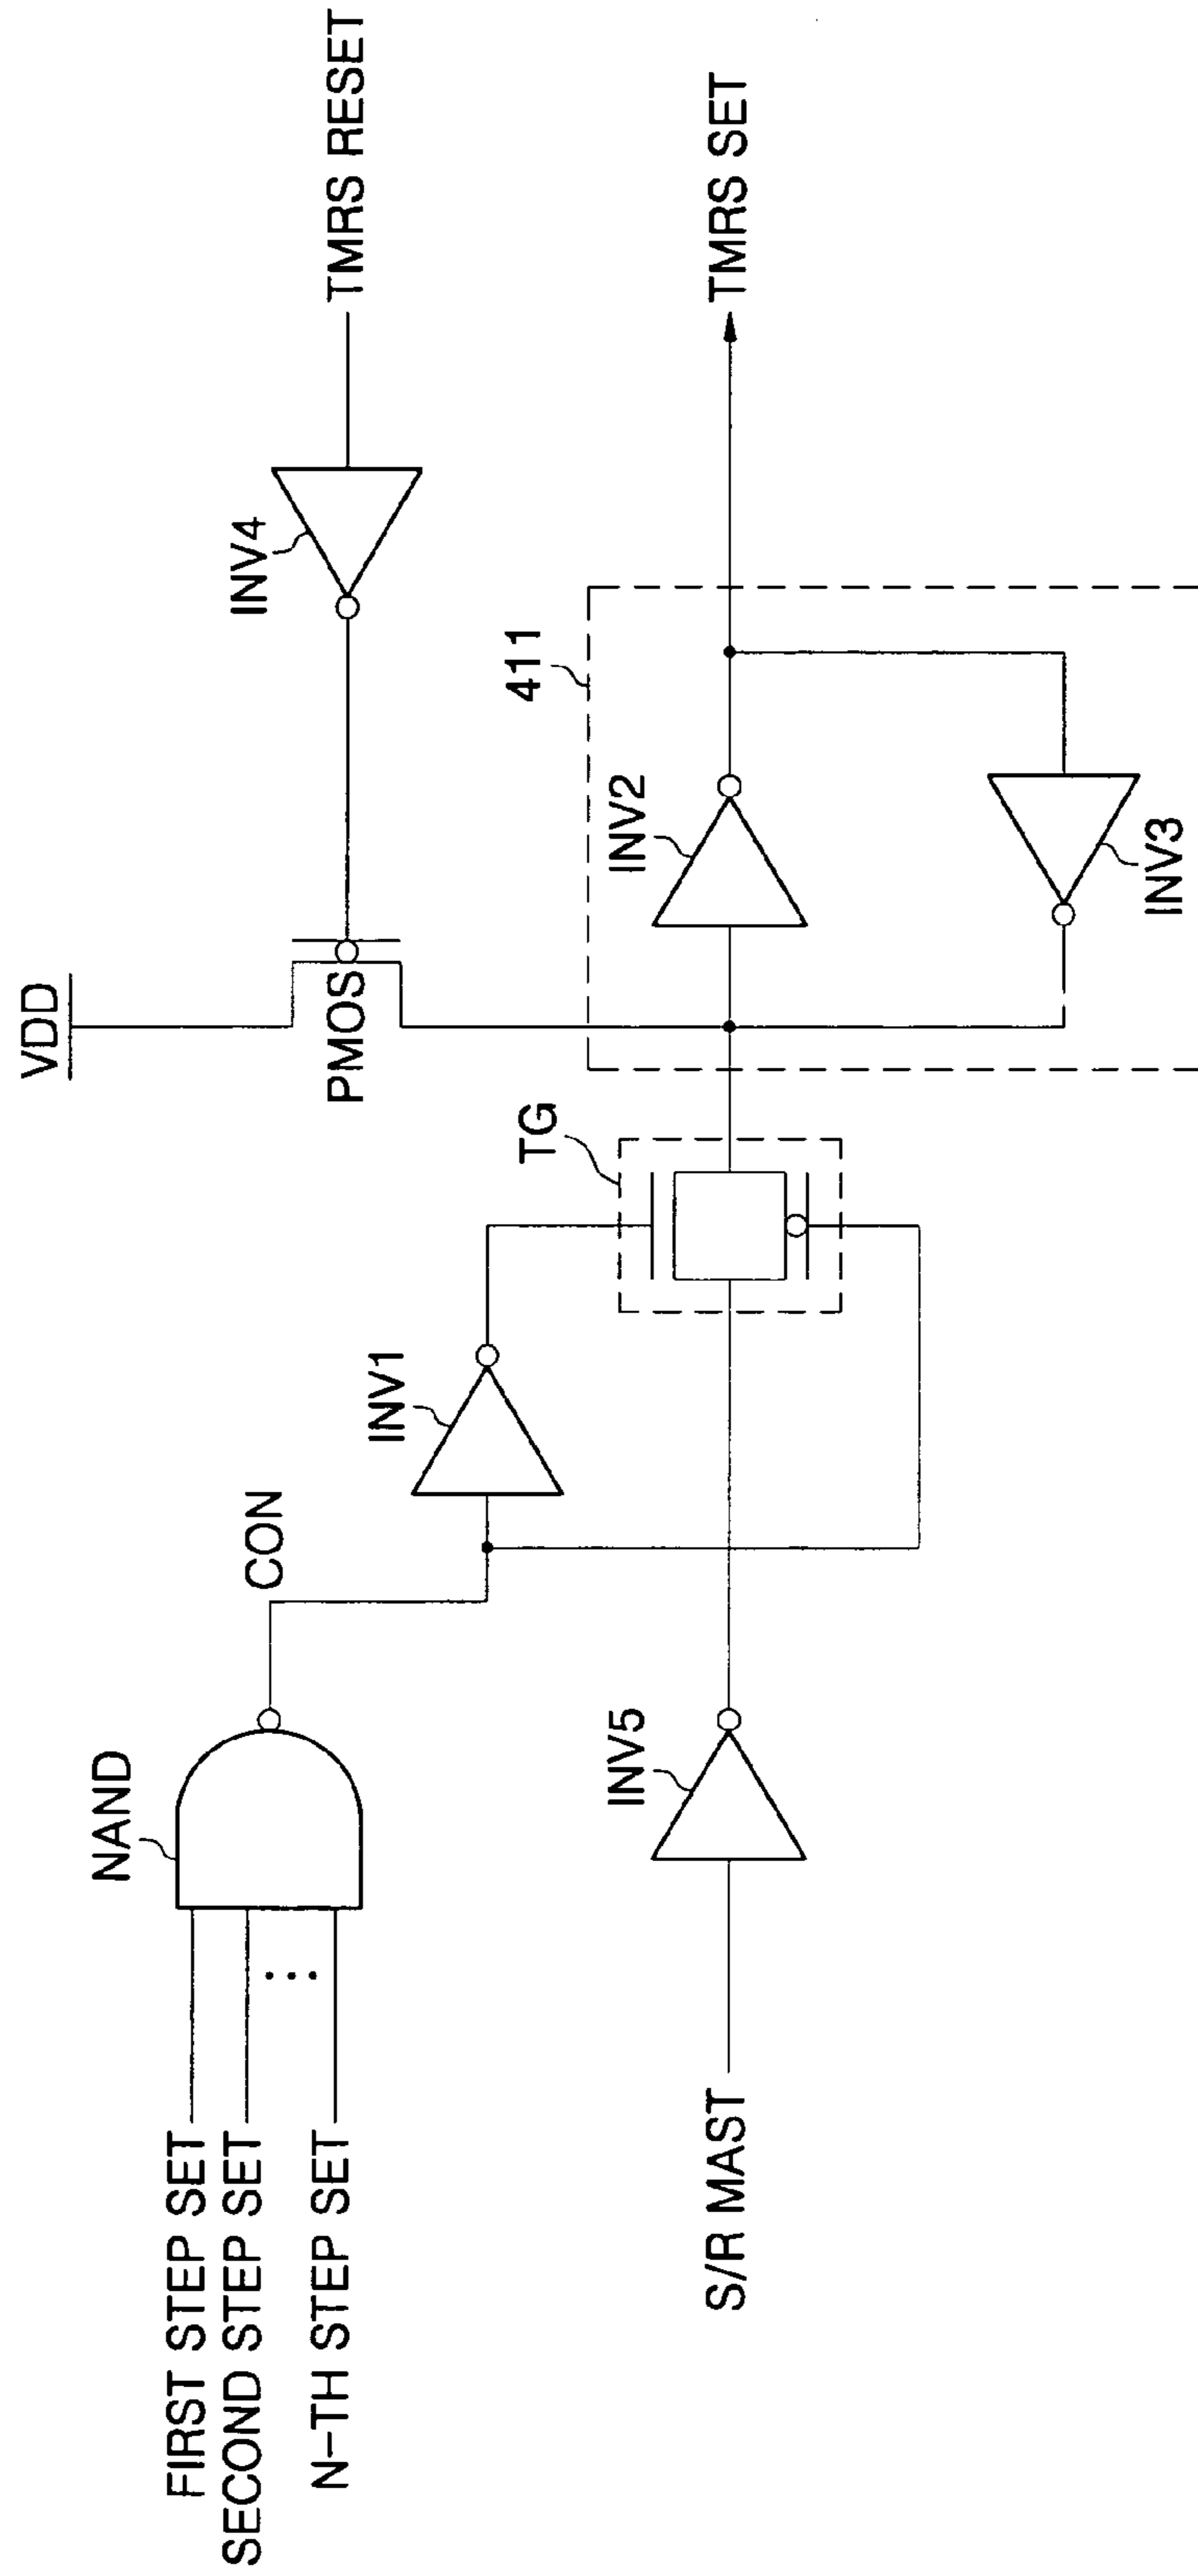 VDD
TMRS RESET
INV4
PMOS
NAND
CON
FIRST STEP SET
SECOND STEP SET
...
N-TH STEP SET
INV1
TG
411
INV2
TMRS SET
INV5
S/R MAST
INV3